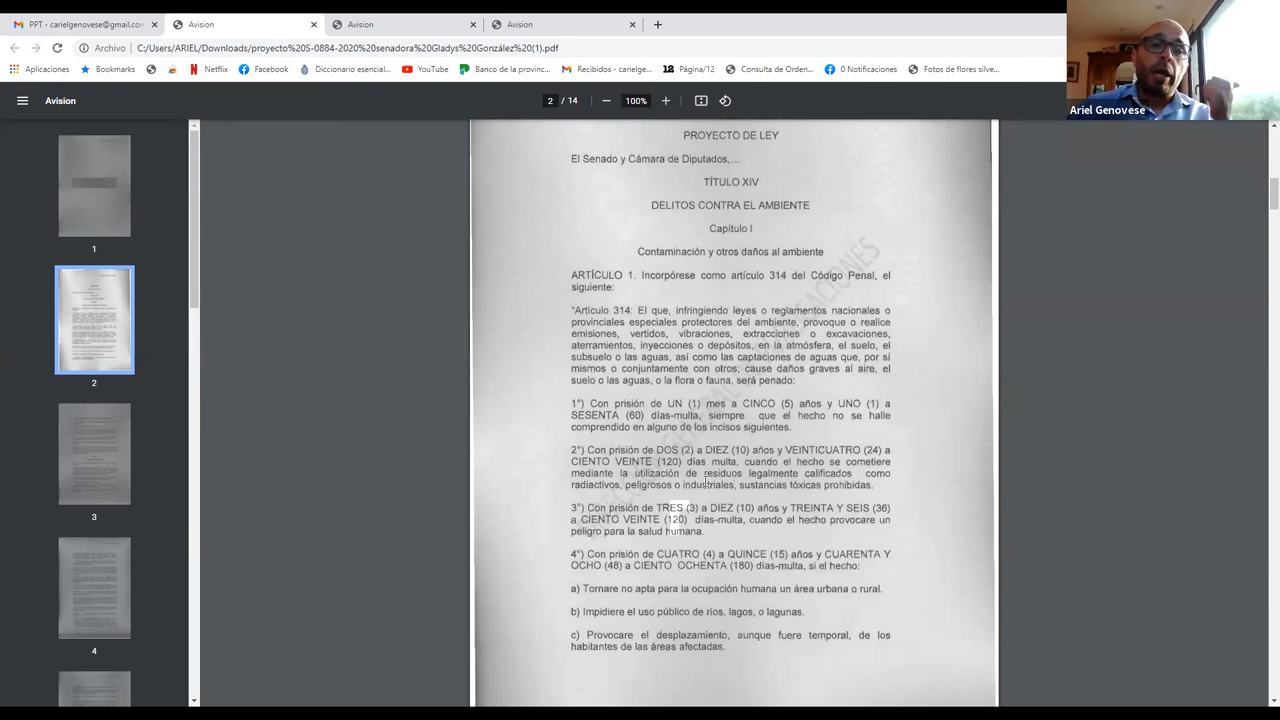 PPT - carielgenovese@gmail.com
Avision
Avision
Avision
Archivo
C:/Users/ARIEL/Downloads/proyecto%20S-0884-2020%20senadora%20Gladys%20González%20(1).pdf
Aplicaciones
Bookmarks
Netflix
Facebook
Diccionario esencial...
YouTube
Banco de la provinc...
Recibidos - carielge...
12 Página/12
Consulta de Orden...
0 Notificaciones
Fotos de flores silve...
Ariel Genovese
Avision
2 / 14
100%
1
2
3
4
PROYECTO DE LEY
El Senado y Cámara de Diputados,...
TÍTULO XIV
DELITOS CONTRA EL AMBIENTE
Capítulo I
Contaminación y otros daños al ambiente
ARTÍCULO 1. Incorpórese como artículo 314 del Código Penal, el
siguiente:
"Artículo 314: El que, infringiendo leyes o reglamentos nacionales o
provinciales especiales protectores del ambiente, provoque o realice
emisiones, vertidos, vibraciones, extracciones o excavaciones,
aterramientos, inyecciones o depósitos, en la atmósfera, el suelo, el
subsuelo o las aguas, así como las captaciones de aguas que, por sí
mismos o conjuntamente con otros, cause daños graves al aire, el
suelo o las aguas, o la flora o fauna, será penado:
1°) Con prisión de UN (1) mes a CINCO (5) años y UNO (1) a
SESENTA (60) días-multa, siempre que el hecho no se halle
comprendido en alguno de los incisos siguientes.
2°) Con prisión de DOS (2) a DIEZ (10) años y VEINTICUATRO (24) a
CIENTO VEINTE (120) días multa, cuando el hecho se cometiere
mediante la utilización de residuos legalmente calificados como
radiactivos, peligrosos o industriales, sustancias tóxicas prohibidas.
3°) Con prisión de TRES (3) a DIEZ (10) años y TREINTA Y SEIS (36)
a CIENTO VEINTE (120) días-multa, cuando el hecho provocare un
peligro para la salud humana.
4°) Con prisión de CUATRO (4) a QUINCE (15) años y CUARENTA Y
OCHO (48) a CIENTO OCHENTA (180) días-multa, si el hecho:
a) Tornare no apta para la ocupación humana un área urbana o rural.
b) Impidiere el uso público de ríos, lagos, o lagunas.
c) Provocare el desplazamiento, aunque fuere temporal, de los
habitantes de las áreas afectadas.